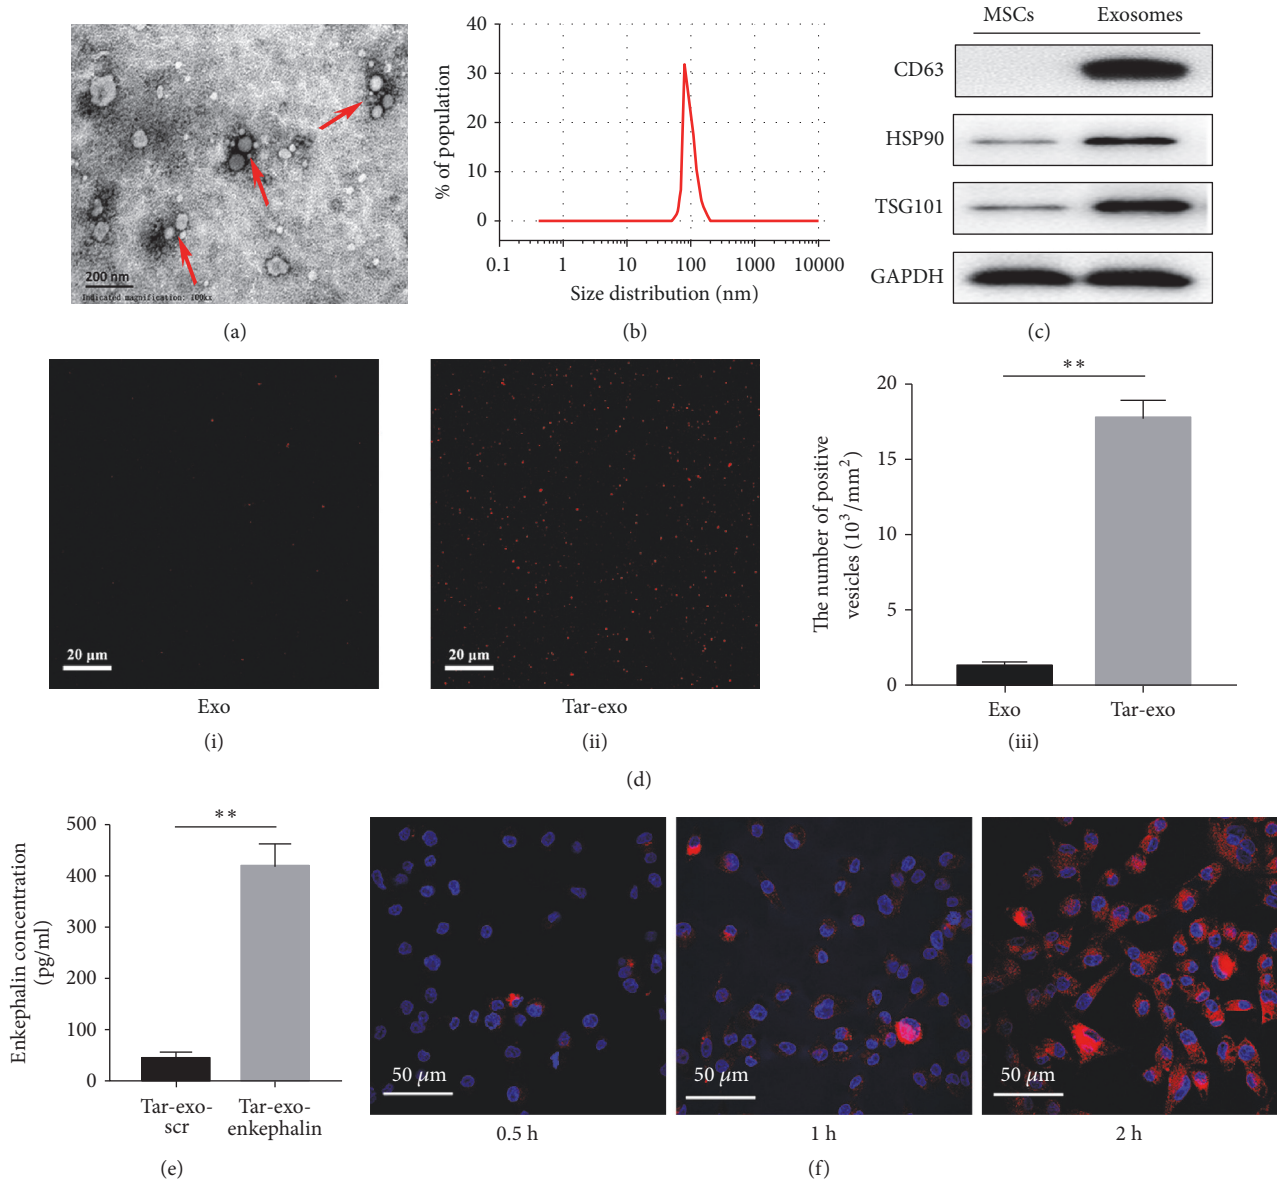 200 nm
Indicated magnification: 100kx
(a)
40
30
20
10
0
% of population
0.1 1 10 100 1000 10000
Size distribution (nm)
(b)
MSCs Exosomes
CD63
HSP90
TSG101
GAPDH
(c)
20 μm
Exo
(i)
20 μm
Tar-exo
(ii)
**
20
15
10
5
0
The number of positive
vesicles (10³/mm²)
Exo Tar-exo
(iii)
(d)
**
500
400
300
200
100
0
Enkephalin concentration
(pg/ml)
Tar-exo-
scr
Tar-exo-
enkephalin
(e)
50 μm
0.5 h
50 μm
1 h
50 μm
2 h
(f)